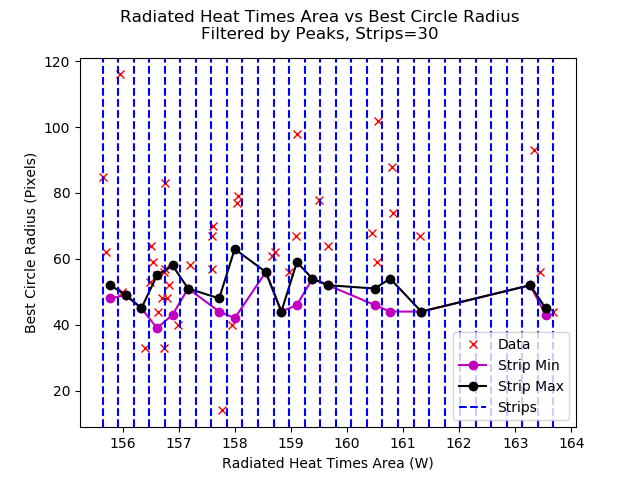 Radiated Heat Times Area vs Best Circle Radius
Filtered by Peaks, Strips=30
120
100
80
60
40
20
Best Circle Radius (Pixels)
156 157 158 159 160 161 162 163 164
Radiated Heat Times Area (W)
Data
Strip Min
Strip Max
Strips